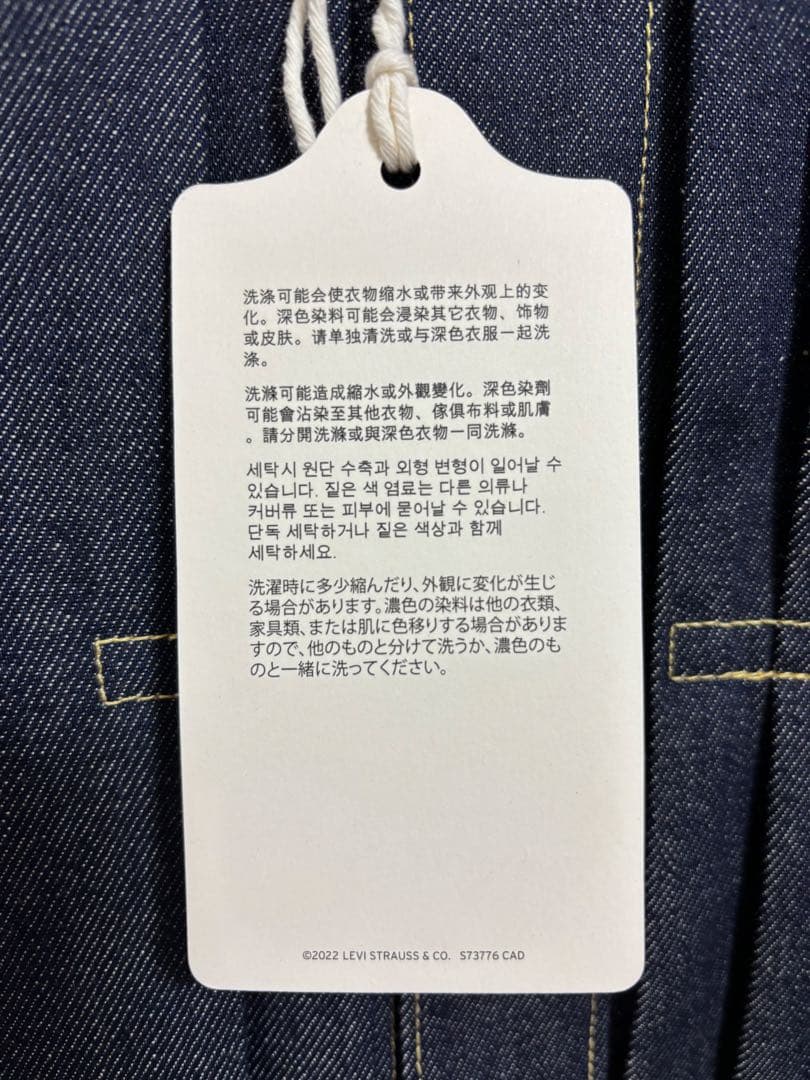 洗涤可能会使衣物缩水或带来外观上的变
化。深色染料可能会浸染其它衣物、饰物
或皮肤。请单独清洗或与深色衣服一起洗
涤。
洗滌可能造成縮水或外觀變化。深色染劑
可能會沾染至其他衣物、傢俱布料或肌膚
。請分開洗滌或與深色衣物一同洗滌。
세탁시 원단 수축과 외형 변형이 일어날 수
있습니다. 짙은 색 염료는 다른 의류나
커버류 또는 피부에 묻어날 수 있습니다.
단독 세탁하거나 짙은 색상과 함께
세탁하세요.
洗濯時に多少縮んだり、外観に変化が生じ
る場合があります。濃色の染料は他の衣類、
家具類、または肌に色移りする場合がありま
すので、他のものと分けて洗うか、濃色のも
のと一緒に洗ってください。
©2022 LEVI STRAUSS & CO. S73776 CAD